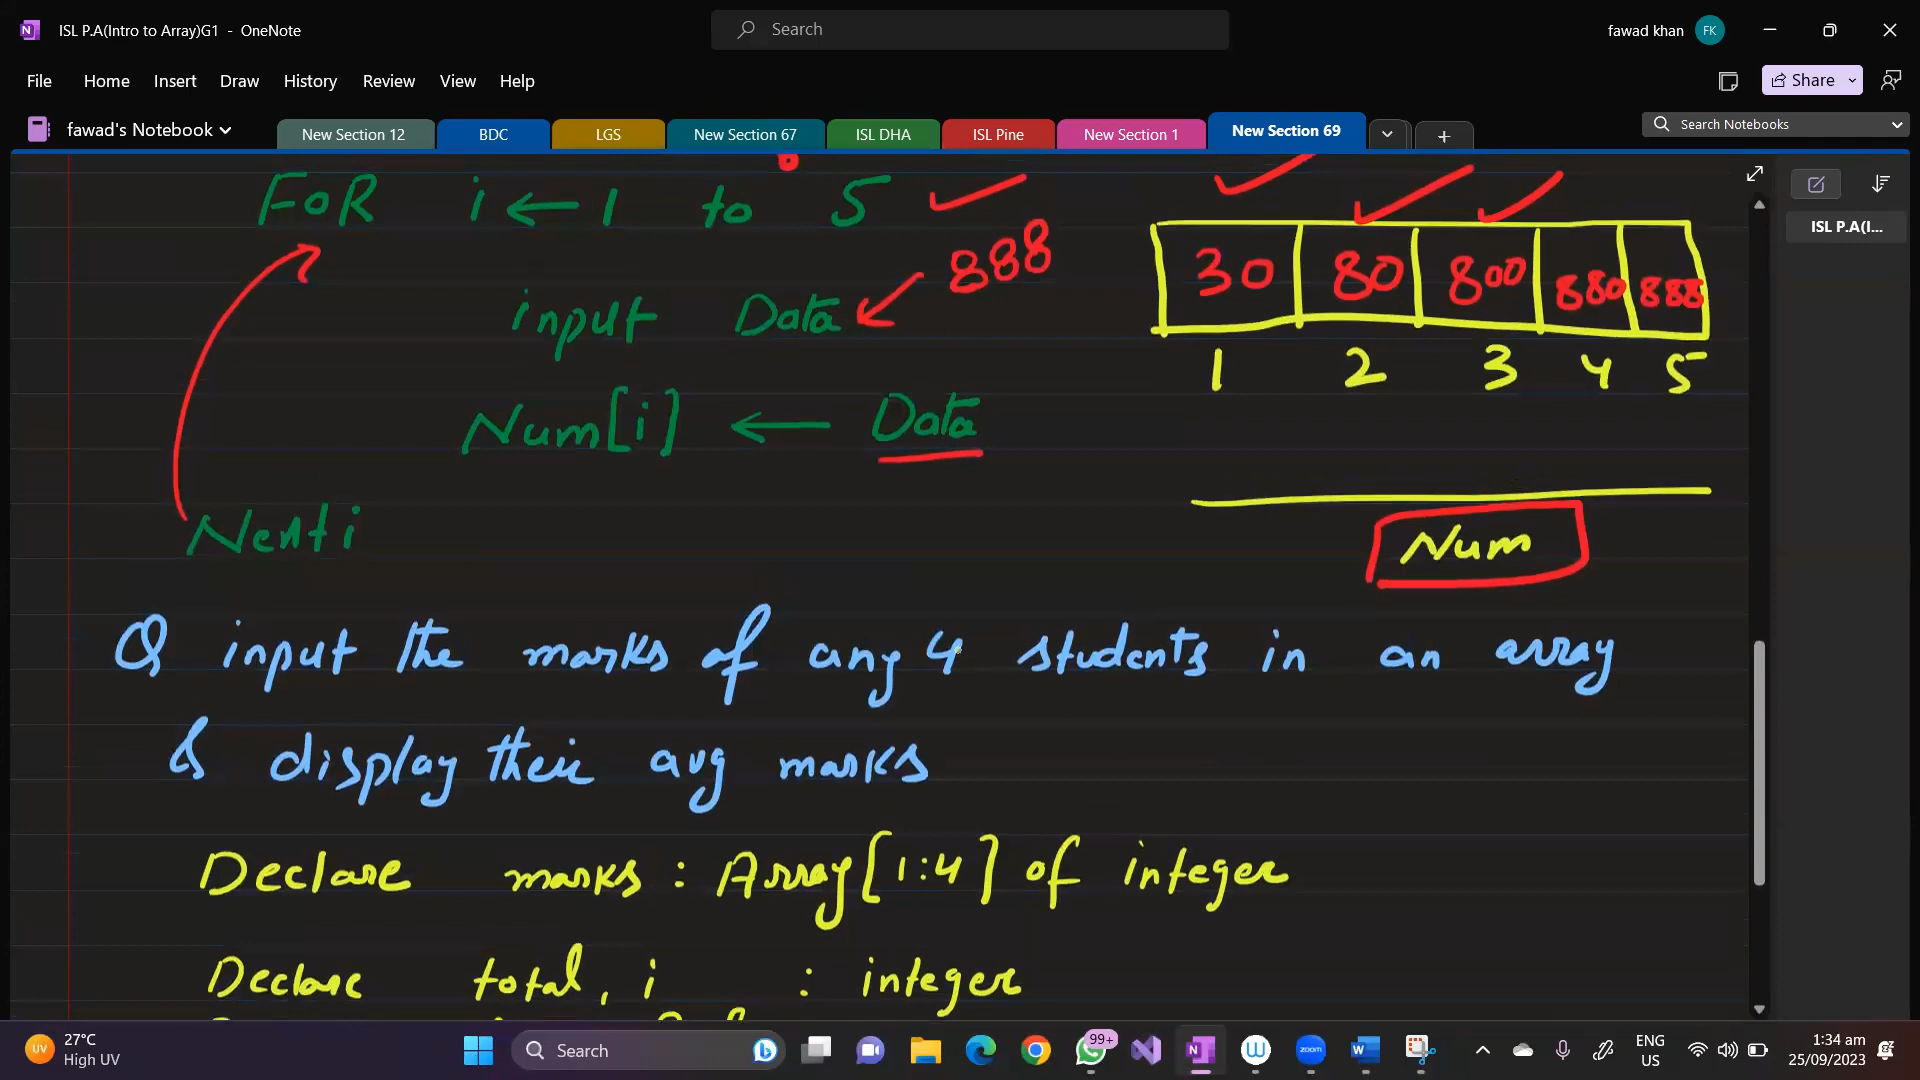 ISL P.A(Intro to Array)G1 - OneNote
Search
fawad khan
FK
File Home Insert Draw History Review View Help
Share
fawad's Notebook
New Section 12
BDC
LGS
New Section 67
ISL DHA
ISL Pine
New Section 1
New Section 69
Search Notebooks
ISL P.A(I...
FOR i ← 1 to 5
888
30 80 800 880 888
input Data
1 2 3 4 5
Num[i] ← Data
Next i
Num
Q input the marks of any 4 students in an array
& display their avg marks
Declare marks : Array[1:4] of integer
Declare total, i : integer
27°C
High UV
UV
Search
99+
zoom
ENG
US
1:34 am
25/09/2023